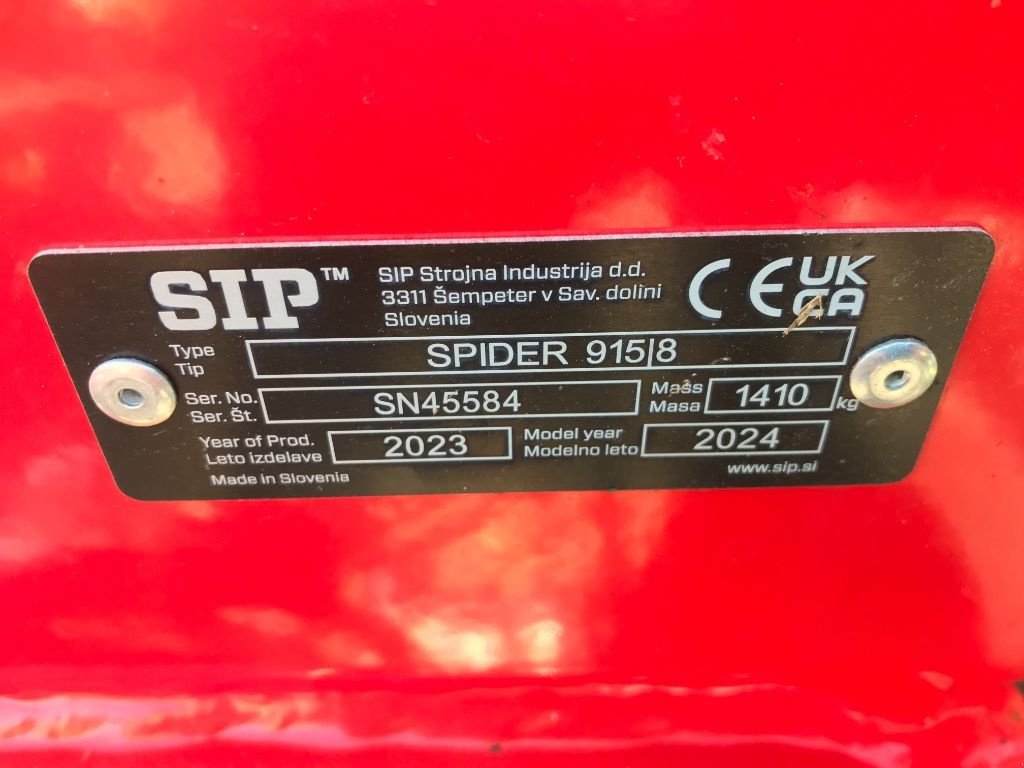 SIP™
SIP Strojna Industrija d.d.
3311 Šempeter v Sav. dolini
Slovenia
CE UK
CA
Type
Tip
SPIDER 915|8
Ser. No.
Ser. Št.
SN45584
Mass
Masa
1410 kg
Year of Prod.
Leto izdelave
2023
Model year
Modelno leto
2024
Made in Slovenia
www.sip.si